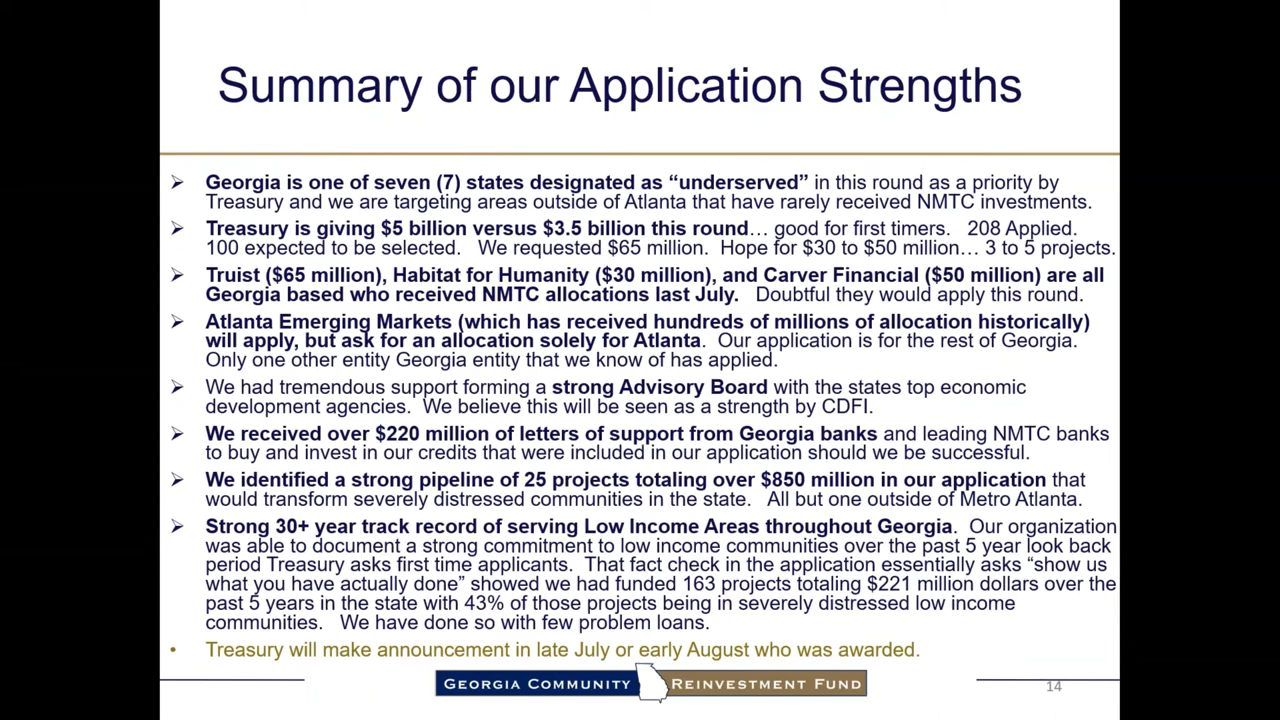 Summary of our Application Strengths
➢ Georgia is one of seven (7) states designated as “underserved” in this round as a priority by
Treasury and we are targeting areas outside of Atlanta that have rarely received NMTC investments.
➢ Treasury is giving $5 billion versus $3.5 billion this round… good for first timers. 208 Applied.
100 expected to be selected. We requested $65 million. Hope for $30 to $50 million… 3 to 5 projects.
➢ Truist ($65 million), Habitat for Humanity ($30 million), and Carver Financial ($50 million) are all
Georgia based who received NMTC allocations last July. Doubtful they would apply this round.
➢ Atlanta Emerging Markets (which has received hundreds of millions of allocation historically)
will apply, but ask for an allocation solely for Atlanta. Our application is for the rest of Georgia.
Only one other entity Georgia entity that we know of has applied.
➢ We had tremendous support forming a strong Advisory Board with the states top economic
development agencies. We believe this will be seen as a strength by CDFI.
➢ We received over $220 million of letters of support from Georgia banks and leading NMTC banks
to buy and invest in our credits that were included in our application should we be successful.
➢ We identified a strong pipeline of 25 projects totaling over $850 million in our application that
would transform severely distressed communities in the state. All but one outside of Metro Atlanta.
➢ Strong 30+ year track record of serving Low Income Areas throughout Georgia. Our organization
was able to document a strong commitment to low income communities over the past 5 year look back
period Treasury asks first time applicants. That fact check in the application essentially asks “show us
what you have actually done” showed we had funded 163 projects totaling $221 million dollars over the
past 5 years in the state with 43% of those projects being in severely distressed low income
communities. We have done so with few problem loans.
• Treasury will make announcement in late July or early August who was awarded.
GEORGIA COMMUNITY REINVESTMENT FUND
14